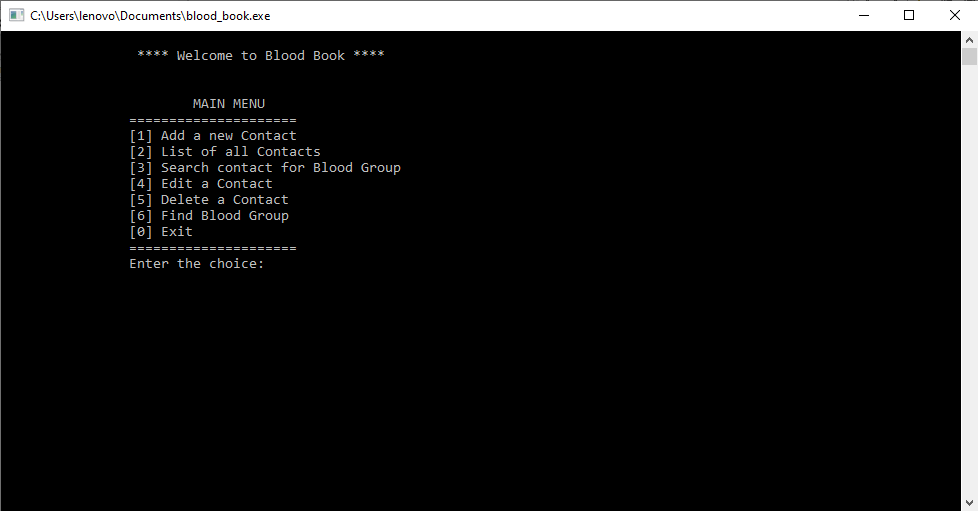 C:\Users\lenovo\Documents\blood_book.exe
**** Welcome to Blood Book ****
MAIN MENU
=====================
[1] Add a new Contact
[2] List of all Contacts
[3] Search contact for Blood Group
[4] Edit a Contact
[5] Delete a Contact
[6] Find Blood Group
[0] Exit
=====================
Enter the choice: